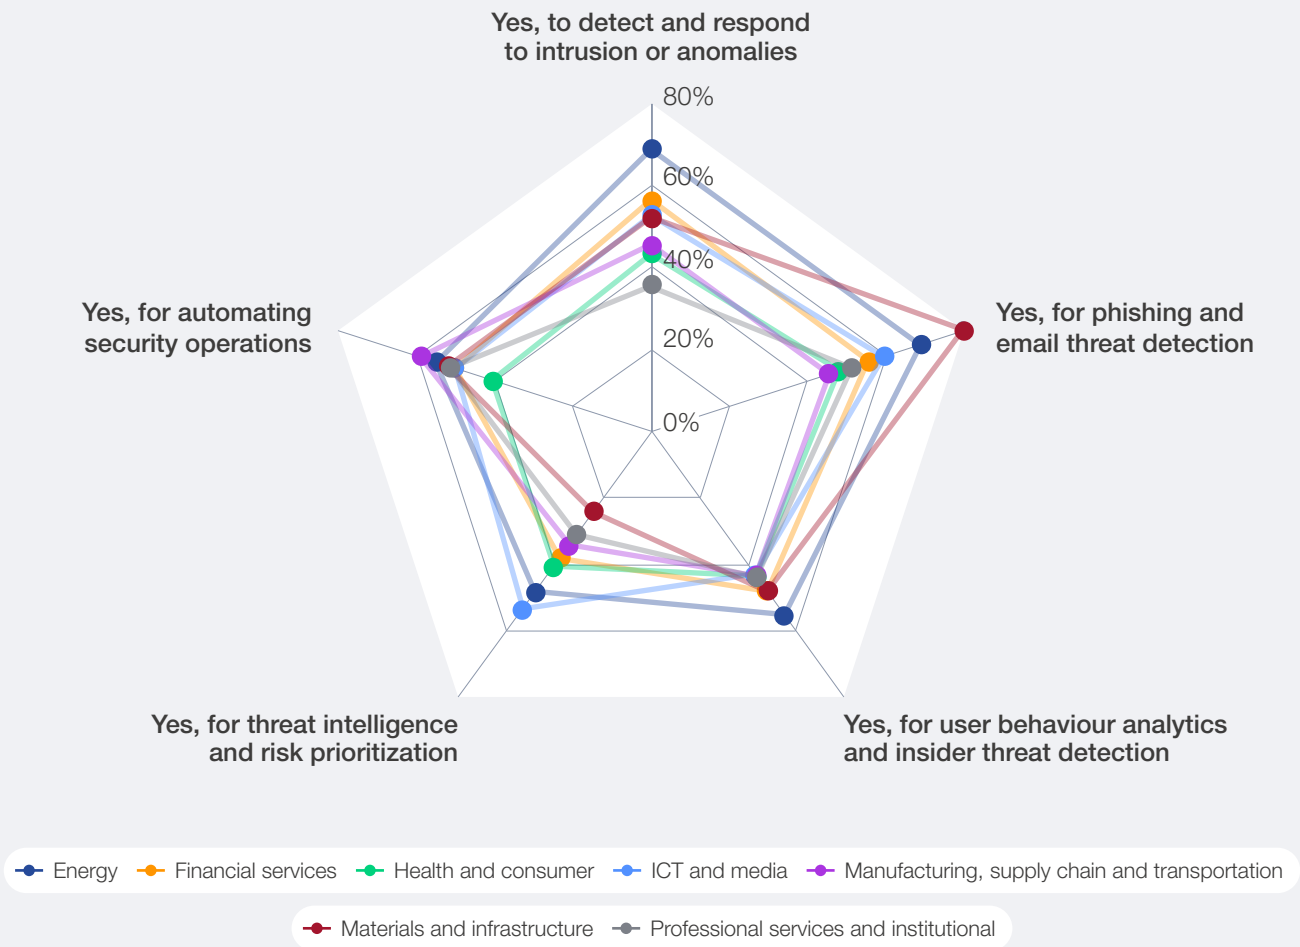 Yes, to detect and respond
to intrusion or anomalies
80%
60%
40%
20%
0%
Yes, for automating
security operations
Yes, for phishing and
email threat detection
Yes, for threat intelligence
and risk prioritization
Yes, for user behaviour analytics
and insider threat detection
Energy
Financial services
Health and consumer
ICT and media
Manufacturing, supply chain and transportation
Materials and infrastructure
Professional services and institutional